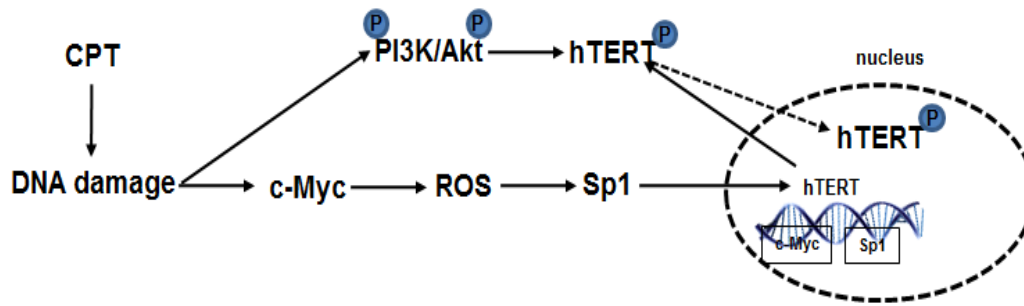 P P P
CPT PI3K/Akt hTERT nucleus
P
hTERT
DNA damage c-Myc ROS Sp1 hTERT
c-Myc Sp1